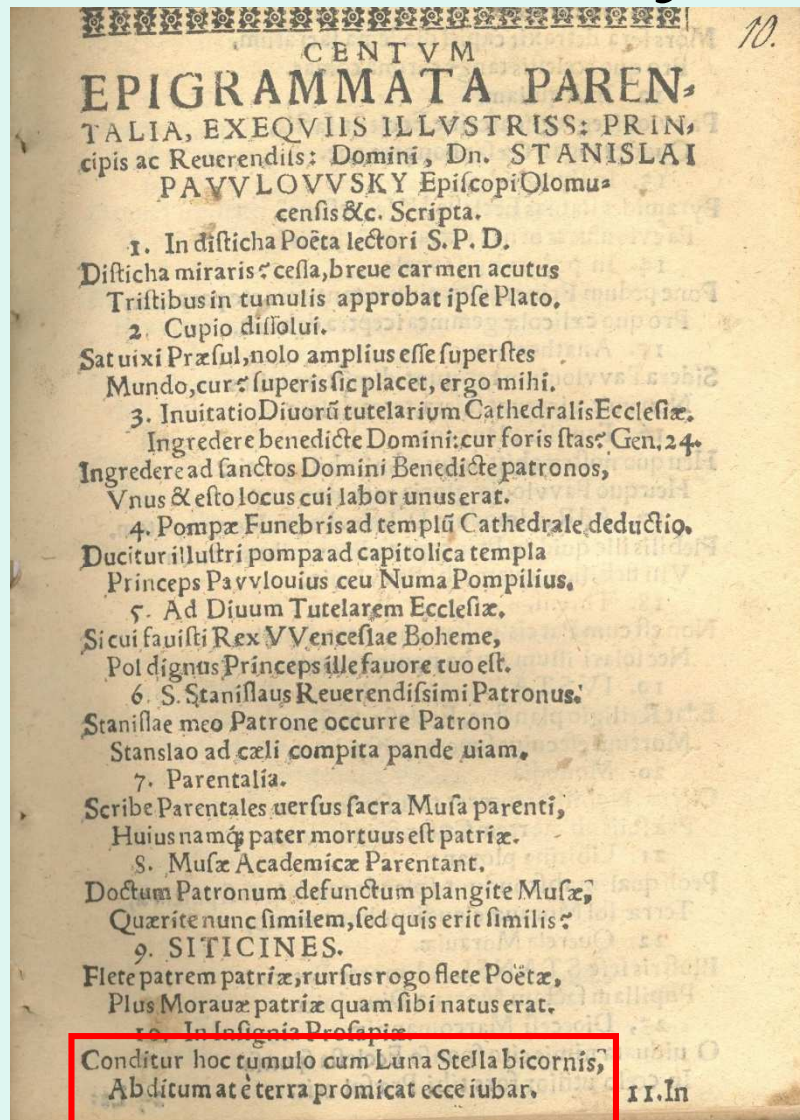 10.
CENTVM
EPIGRAMMATA PAREN-
TALIA, EXEQVIIS ILLVSTRISS: PRIN-
cipis ac Reuerendiſs: Domini, Dn. STANISLAI
PAVVLOVVSKY Epiſcopi Olomu-
cenſis &c. Scripta.
1. In diſticha Poëta lectori S. P. D.
Diſticha miraris? ceſſa, breue carmen acutus
Triſtibus in tumulis approbat ipſe Plato.
2. Cupio diſſolui.
Sat uixi Præſul, nolo amplius eſſe ſuperſtes
Mundo, cur? ſuperis ſic placet, ergo mihi.
3. Inuitatio Diuorū tutelarium Cathedralis Eccleſiæ.
Ingredere benedicte Domini: cur foris ſtas? Gen. 24.
Ingredere ad ſanctos Domini Benedicte patronos,
Vnus & eſto locus cui labor unus erat.
4. Pompæ Funebris ad templū Cathedrale deductio.
Ducitur illuſtri pompa ad capitolica templa
Princeps Pavvlouius ceu Numa Pompilius.
5. Ad Diuum Tutelarem Eccleſiæ.
Si cui fauiſti Rex VVenceſlae Boheme,
Pol dignus Princeps ille fauore tuo eſt.
6. S. Staniſlaus Reuerendiſsimi Patronus.
Staniſlae meo Patrone occurre Patrono
Stanslao ad cæli compita pande uiam.
7. Parentalia.
Scribe Parentales uerſus ſacra Muſa parenti,
Huius namq́; pater mortuus eſt patriæ.
8. Muſæ Academicæ Parentant.
Doctum Patronum defunctum plangite Muſæ,
Quærite nunc ſimilem, ſed quis erit ſimilis?
9. SITICINES.
Flete patrem patriæ, rurſus rogo flete Poëtæ,
Plus Morauæ patriæ quam ſibi natus erat.
10. In Inſignia Proſapiæ.
Conditur hoc tumulo cum Luna Stella bicornis,
Abditum at è terra promicat ecce iubar.
11. In